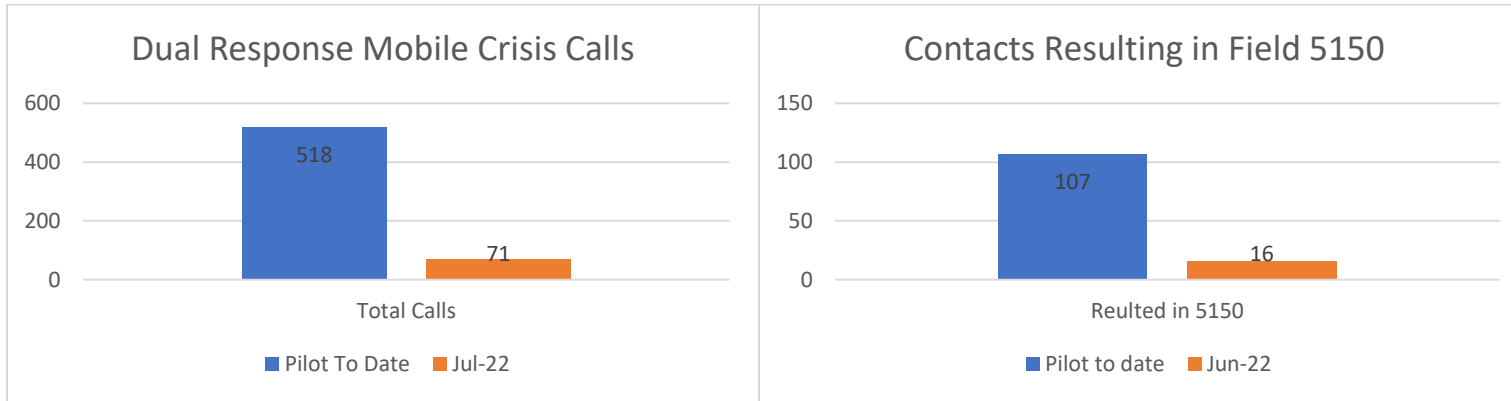 Dual Response Mobile Crisis Calls
600
400
200
0
518
71
Total Calls
Pilot To Date Jul-22
Contacts Resulting in Field 5150
150
100
50
0
107
16
Reulted in 5150
Pilot to date Jun-22